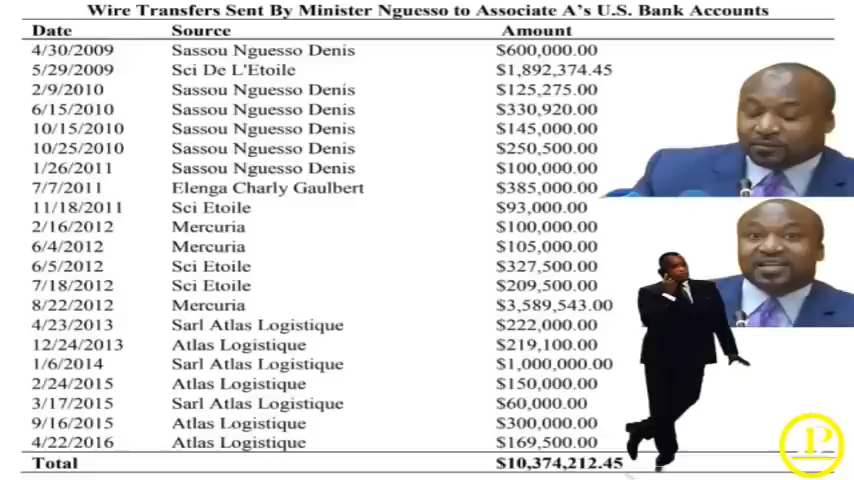 Wire Transfers Sent By Minister Nguesso to Associate A's U.S. Bank Accounts
Date Source Amount
4/30/2009 Sassou Nguesso Denis $600,000.00
5/29/2009 Sci De L'Etoile $1,892,374.45
2/9/2010 Sassou Nguesso Denis $125,275.00
6/15/2010 Sassou Nguesso Denis $330,920.00
10/15/2010 Sassou Nguesso Denis $145,000.00
10/25/2010 Sassou Nguesso Denis $250,500.00
1/26/2011 Sassou Nguesso Denis $100,000.00
7/7/2011 Elenga Charly Gaulbert $385,000.00
11/18/2011 Sci Etoile $93,000.00
2/16/2012 Mercuria $100,000.00
6/4/2012 Mercuria $105,000.00
6/5/2012 Sci Etoile $327,500.00
7/18/2012 Sci Etoile $209,500.00
8/22/2012 Mercuria $3,589,543.00
4/23/2013 Sarl Atlas Logistique $222,000.00
12/24/2013 Atlas Logistique $219,100.00
1/6/2014 Sarl Atlas Logistique $1,000,000.00
2/24/2015 Atlas Logistique $150,000.00
3/17/2015 Sarl Atlas Logistique $60,000.00
9/16/2015 Atlas Logistique $300,000.00
4/22/2016 Atlas Logistique $169,500.00
Total $10,374,212.45
P